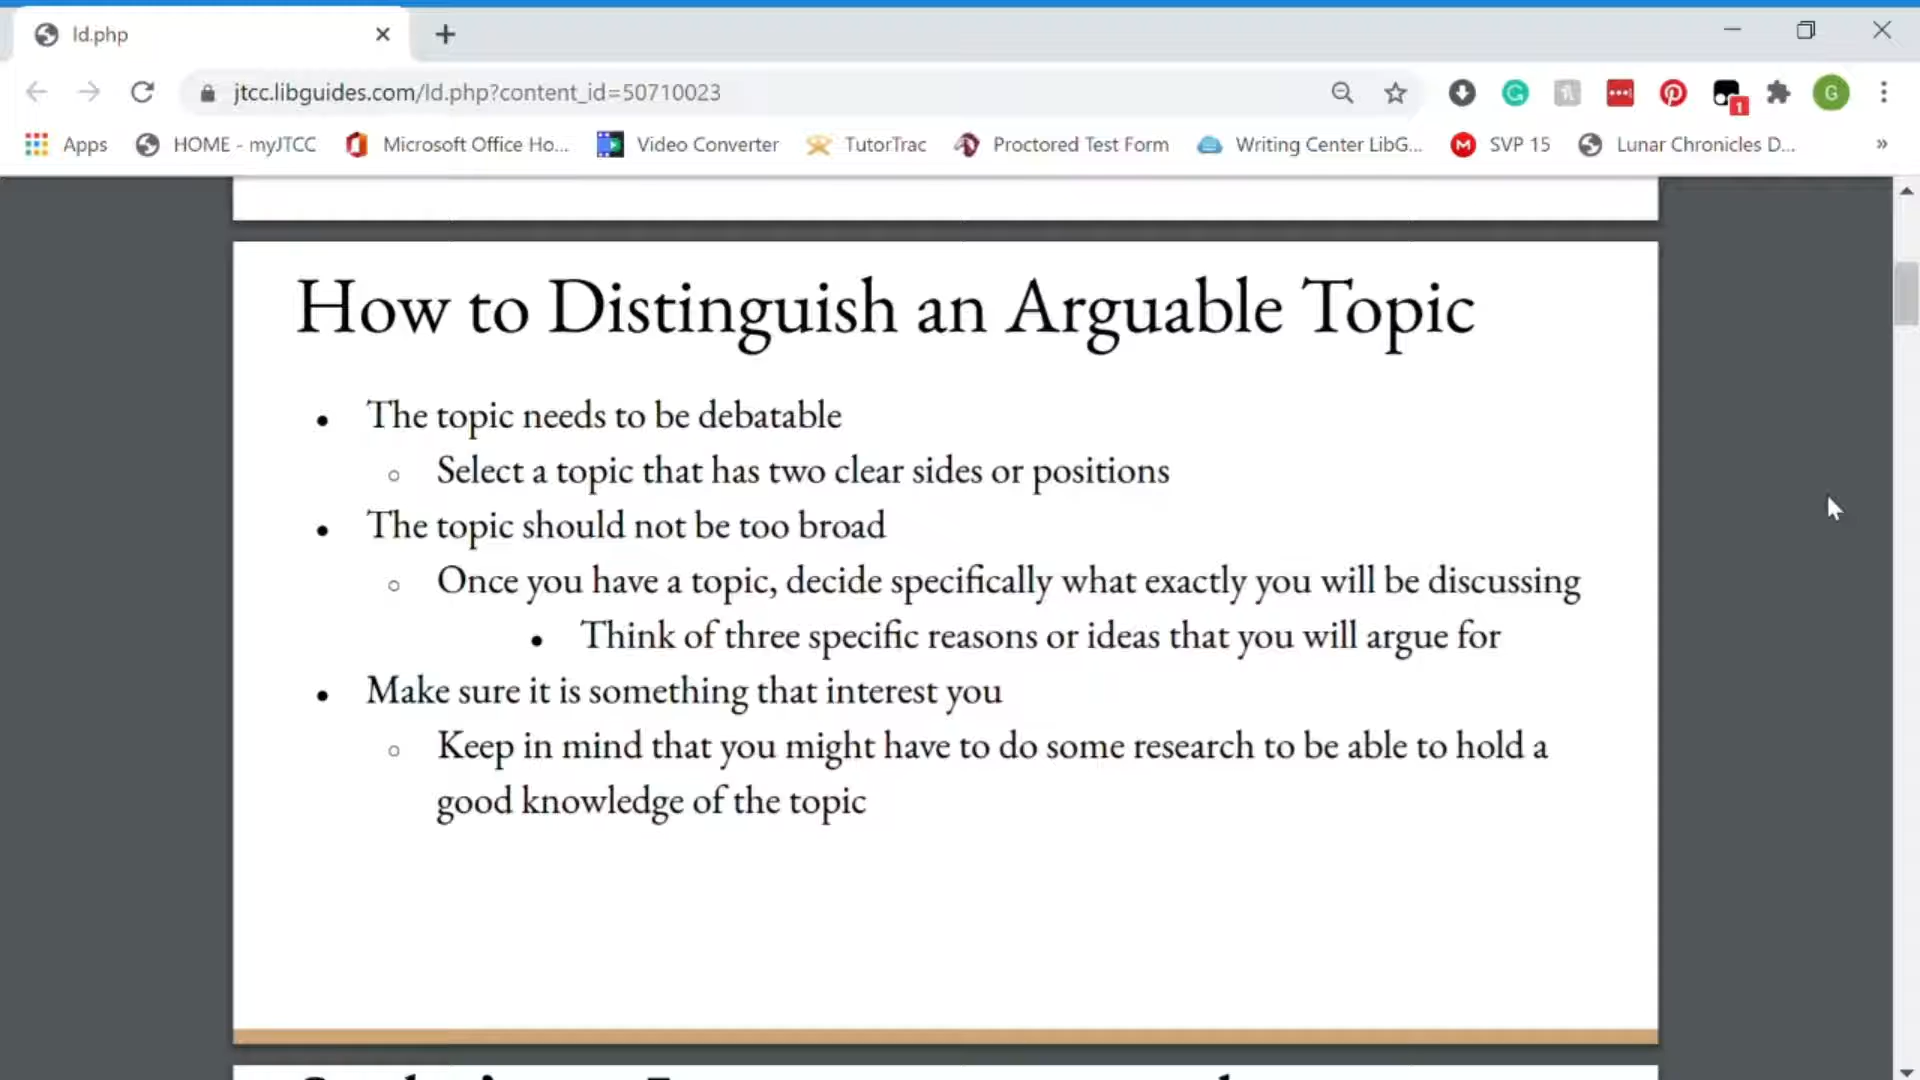 ld.php
jtcc.libguides.com/ld.php?content_id=50710023
1
G
Apps HOME - myJTCC Microsoft Office Ho... Video Converter TutorTrac Proctored Test Form Writing Center LibG... SVP 15 Lunar Chronicles D... »
How to Distinguish an Arguable Topic
• The topic needs to be debatable
○ Select a topic that has two clear sides or positions
• The topic should not be too broad
○ Once you have a topic, decide specifically what exactly you will be discussing
• Think of three specific reasons or ideas that you will argue for
• Make sure it is something that interest you
○ Keep in mind that you might have to do some research to be able to hold a
good knowledge of the topic